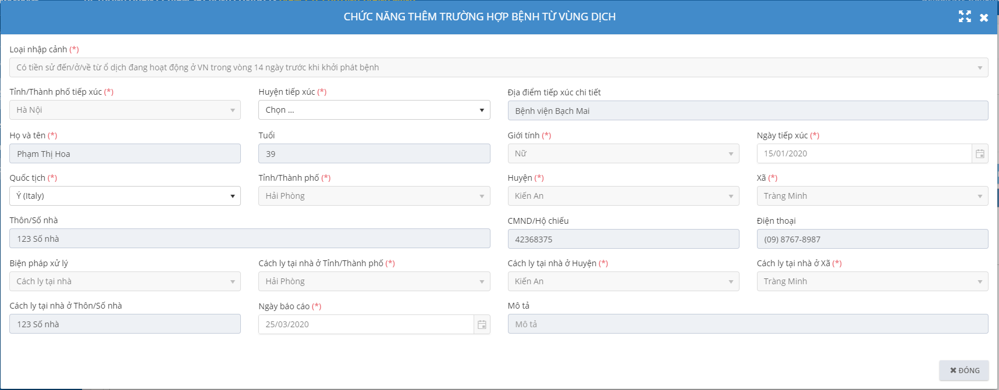 CHỨC NĂNG THÊM TRƯỜNG HỢP BỆNH TỪ VÙNG DỊCH
Loại nhập cảnh (*)
Có tiền sử đến/ở/về từ ổ dịch đang hoạt động ở VN trong vòng 14 ngày trước khi khởi phát bệnh
Tỉnh/Thành phố tiếp xúc (*) Huyện tiếp xúc (*) Địa điểm tiếp xúc chi tiết
Hà Nội Chọn ... Bệnh viện Bạch Mai
Họ và tên (*) Tuổi Giới tính (*) Ngày tiếp xúc (*)
Phạm Thị Hoa 39 Nữ 15/01/2020
Quốc tịch (*) Tỉnh/Thành phố (*) Huyện (*) Xã (*)
Ý (Italy) Hải Phòng Kiến An Tràng Minh
Thôn/Số nhà CMND/Hộ chiếu Điện thoại
123 Số nhà 42368375 (09) 8767-8987
Biện pháp xử lý Cách ly tại nhà ở Tỉnh/Thành phố (*) Cách ly tại nhà ở Huyện (*) Cách ly tại nhà ở Xã (*)
Cách ly tại nhà Hải Phòng Kiến An Tràng Minh
Cách ly tại nhà ở Thôn/Số nhà Ngày báo cáo (*) Mô tả
123 Số nhà 25/03/2020 Mô tả
ĐÓNG